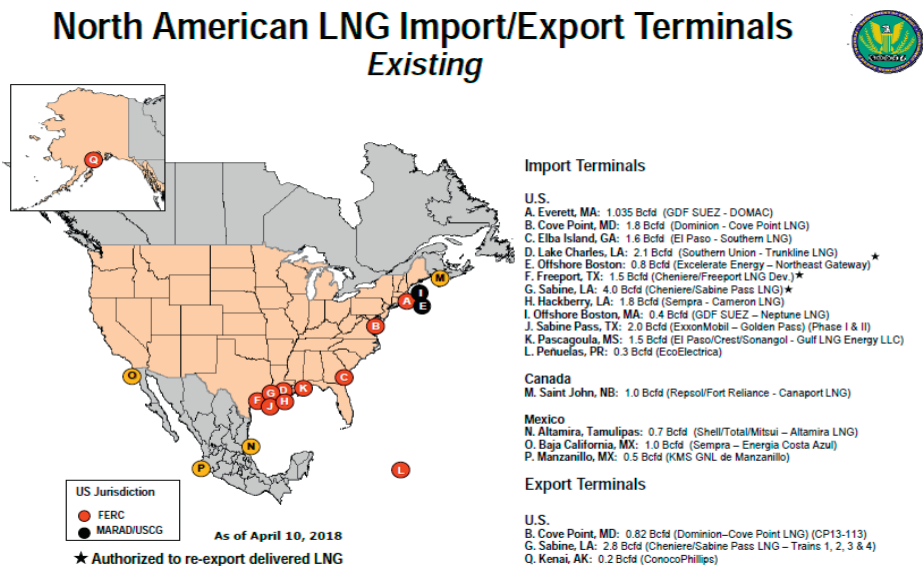 North American LNG Import/Export Terminals
Existing
Q
M
I
A
E
B
O
C
G
D
K
F
H
J
N
P
L
US Jurisdiction
FERC
MARAD/USCG
As of April 10, 2018
★ Authorized to re-export delivered LNG
Import Terminals
U.S.
A. Everett, MA: 1.035 Bcfd (GDF SUEZ - DOMAC)
B. Cove Point, MD: 1.8 Bcfd (Dominion - Cove Point LNG)
C. Elba Island, GA: 1.6 Bcfd (El Paso - Southern LNG)
D. Lake Charles, LA: 2.1 Bcfd (Southern Union - Trunkline LNG)
E. Offshore Boston: 0.8 Bcfd (Excelerate Energy – Northeast Gateway) ★
F. Freeport, TX: 1.5 Bcfd (Cheniere/Freeport LNG Dev.)★
G. Sabine, LA: 4.0 Bcfd (Cheniere/Sabine Pass LNG)★
H. Hackberry, LA: 1.8 Bcfd (Sempra - Cameron LNG)
I. Offshore Boston, MA: 0.4 Bcfd (GDF SUEZ – Neptune LNG)
J. Sabine Pass, TX: 2.0 Bcfd (ExxonMobil – Golden Pass) (Phase I & II)
K. Pascagoula, MS: 1.5 Bcfd (El Paso/Crest/Sonangol - Gulf LNG Energy LLC)
L. Peñuelas, PR: 0.3 Bcfd (EcoElectrica)
Canada
M. Saint John, NB: 1.0 Bcfd (Repsol/Fort Reliance - Canaport LNG)
Mexico
N. Altamira, Tamulipas: 0.7 Bcfd (Shell/Total/Mitsui – Altamira LNG)
O. Baja California, MX: 1.0 Bcfd (Sempra – Energia Costa Azul)
P. Manzanillo, MX: 0.5 Bcfd (KMS GNL de Manzanillo)
Export Terminals
U.S.
B. Cove Point, MD: 0.82 Bcfd (Dominion–Cove Point LNG) (CP13-113)
G. Sabine, LA: 2.8 Bcfd (Cheniere/Sabine Pass LNG – Trains 1, 2, 3 & 4)
Q. Kenai, AK: 0.2 Bcfd (ConocoPhillips)